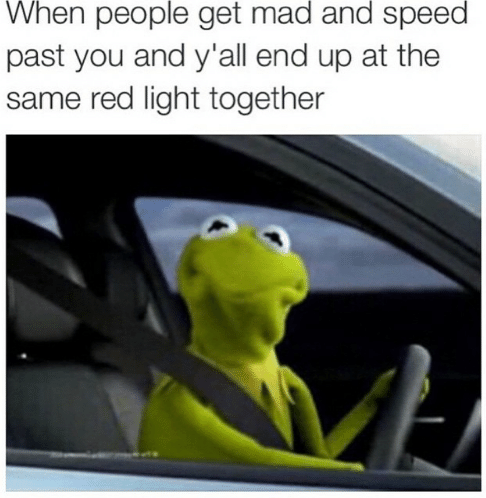 When people get mad and speed
past you and y'all end up at the
same red light together